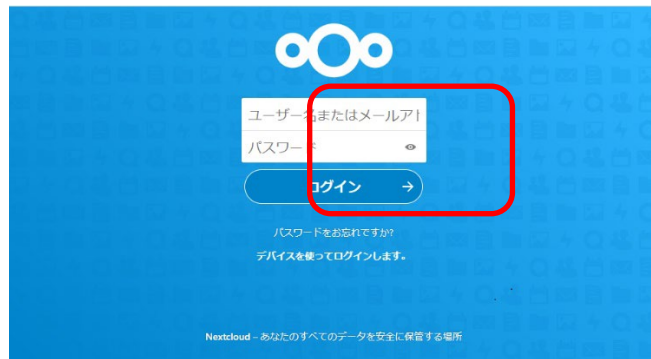 ユーザー名またはメールアト
パスワード
ログイン
パスワードをお忘れですか?
デバイスを使ってログインします。
Nextcloud – あなたのすべてのデータを安全に保管する場所